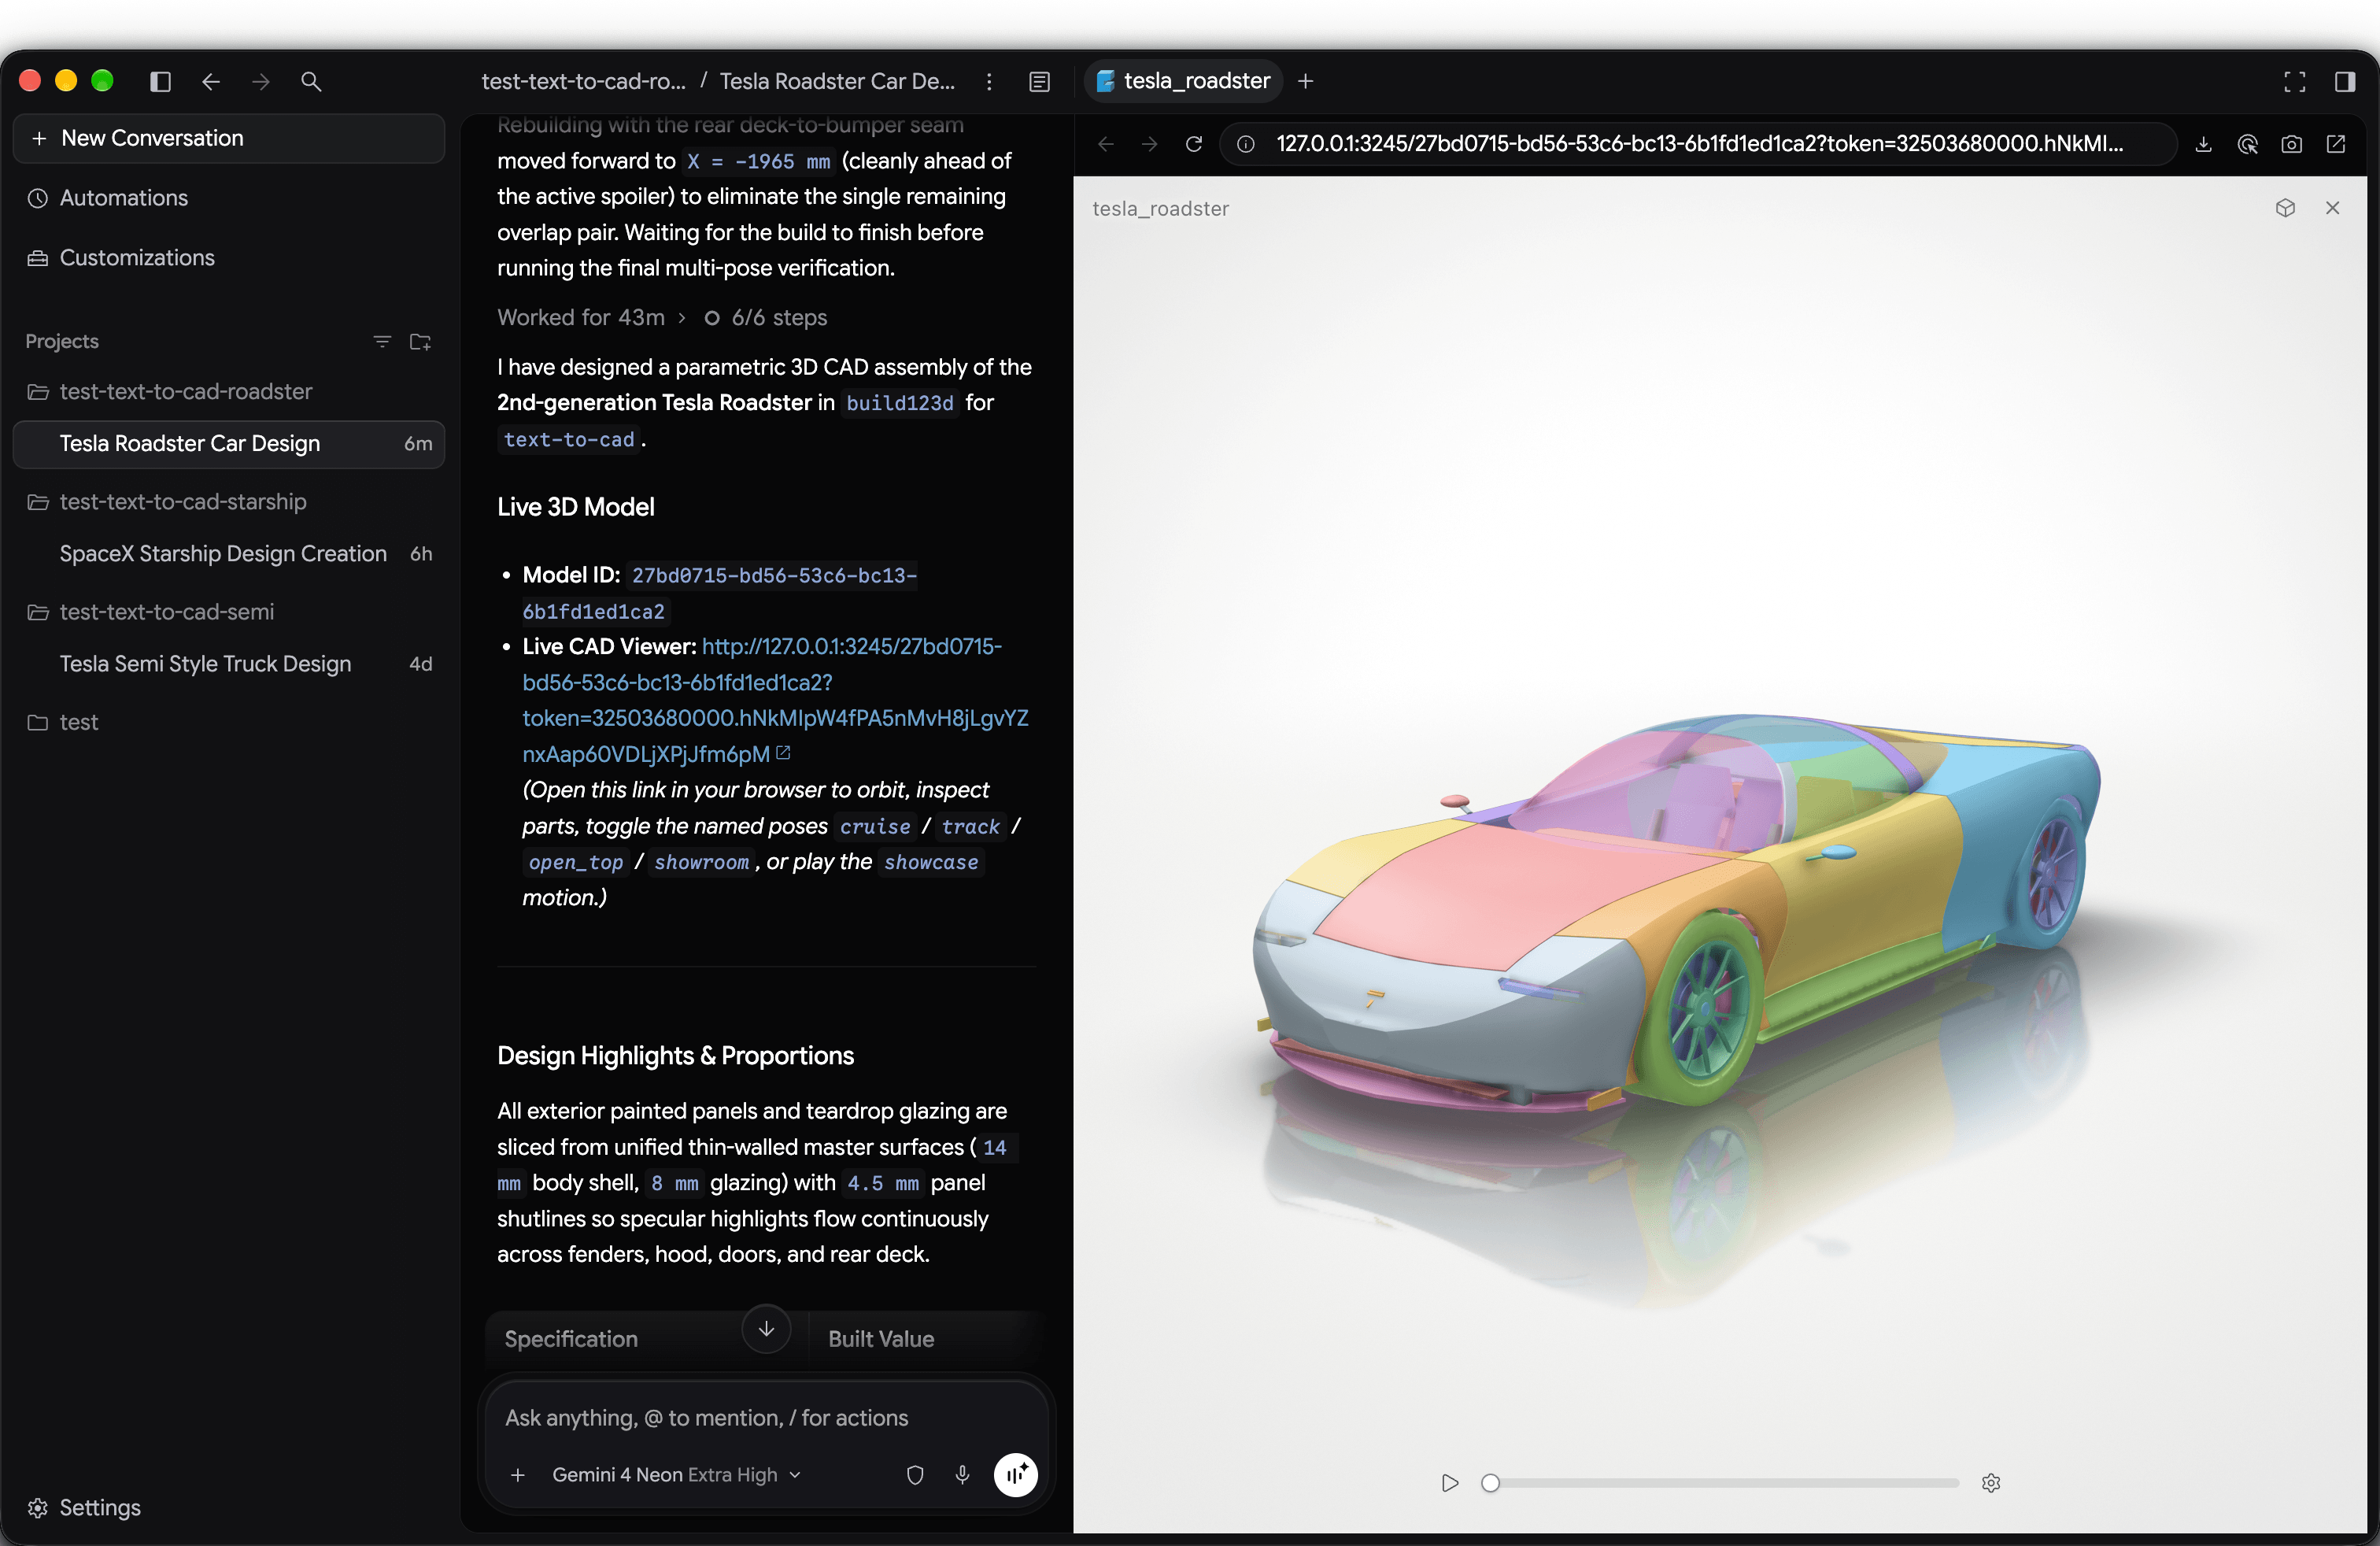 test-text-to-cad-ro... / Tesla Roadster Car De...
tesla_roadster
New Conversation
Automations
Customizations
Projects
test-text-to-cad-roadster
Tesla Roadster Car Design 6m
test-text-to-cad-starship
SpaceX Starship Design Creation 6h
test-text-to-cad-semi
Tesla Semi Style Truck Design 4d
test
Settings
Rebuilding with the rear deck-to-bumper seam
moved forward to X = -1965 mm (cleanly ahead of
the active spoiler) to eliminate the single remaining
overlap pair. Waiting for the build to finish before
running the final multi-pose verification.
Worked for 43m > 6/6 steps
I have designed a parametric 3D CAD assembly of the
2nd-generation Tesla Roadster in build123d for
text-to-cad.
Live 3D Model
• Model ID: 27bd0715-bd56-53c6-bc13-
6b1fd1ed1ca2
• Live CAD Viewer: http://127.0.0.1:3245/27bd0715-
bd56-53c6-bc13-6b1fd1ed1ca2?
token=32503680000.hNkMIpW4fPA5nMvH8jLgvYZ
nxAap60VDLjXPjJfm6pM
(Open this link in your browser to orbit, inspect
parts, toggle the named poses cruise / track /
open_top / showroom, or play the showcase
motion.)
Design Highlights & Proportions
All exterior painted panels and teardrop glazing are
sliced from unified thin-walled master surfaces (14
mm body shell, 8 mm glazing) with 4.5 mm panel
shutlines so specular highlights flow continuously
across fenders, hood, doors, and rear deck.
Specification Built Value
Ask anything, @ to mention, / for actions
Gemini 4 Neon Extra High
127.0.0.1:3245/27bd0715-bd56-53c6-bc13-6b1fd1ed1ca2?token=32503680000.hNkMI...
tesla_roadster